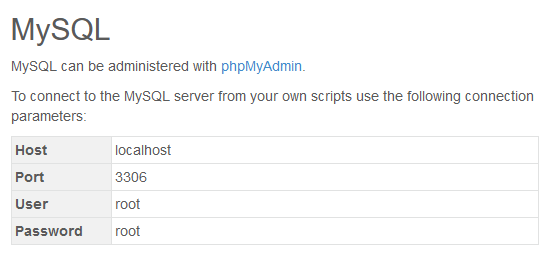 MySQL
MySQL can be administered with phpMyAdmin.
To connect to the MySQL server from your own scripts use the following connection
parameters:
Host localhost
Port 3306
User root
Password root